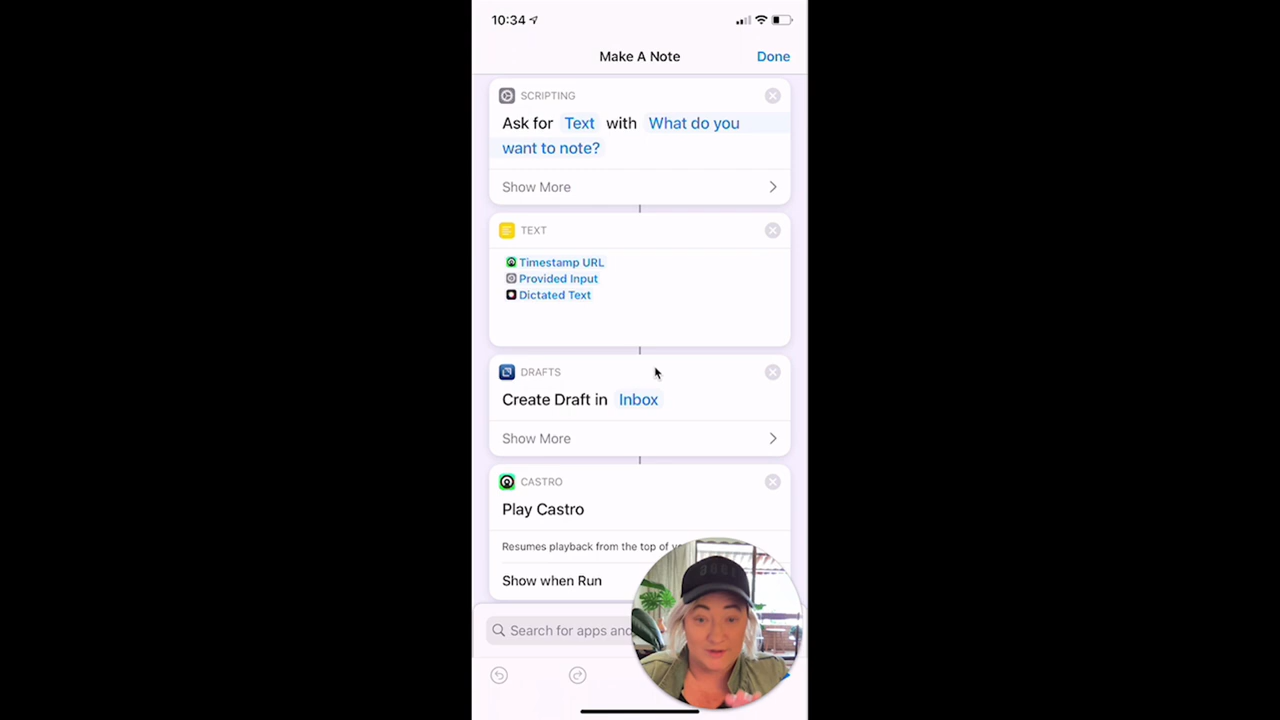 10:34
Make A Note
Done
SCRIPTING
Ask for Text with What do you
want to note?
Show More
TEXT
Timestamp URL
Provided Input
Dictated Text
DRAFTS
Create Draft in Inbox
Show More
CASTRO
Play Castro
Resumes playback from the top of
Show when Run
Search for apps